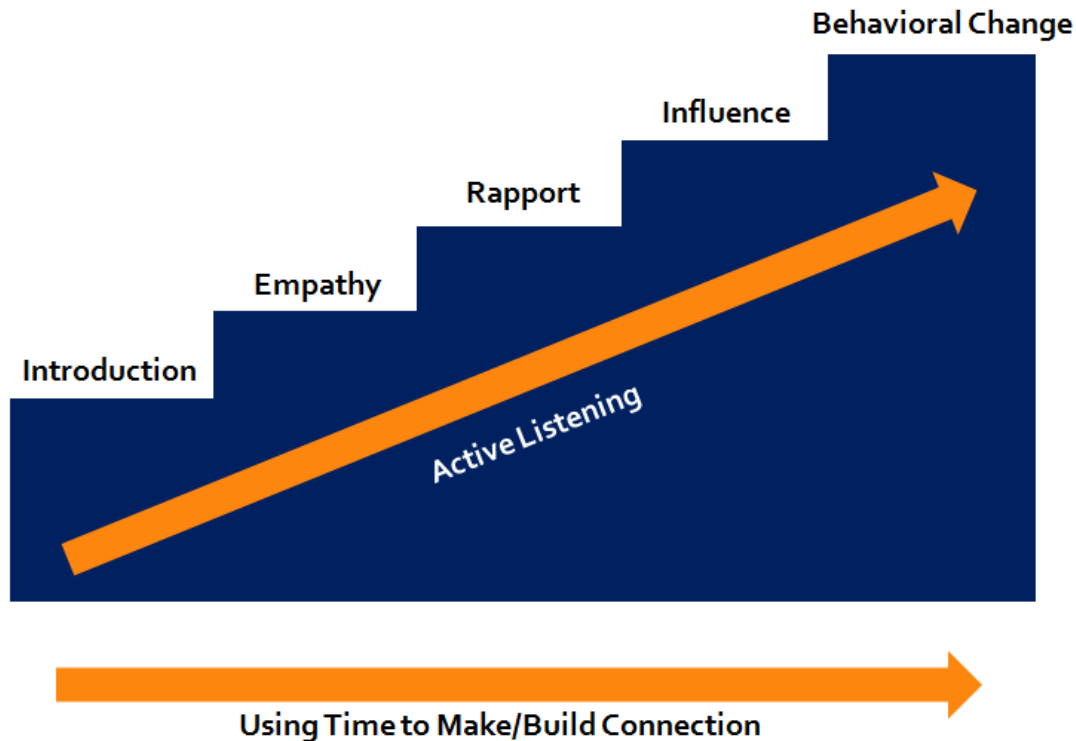 Behavioral Change
Influence
Rapport
Empathy
Introduction
Active Listening
Using Time to Make/Build Connection